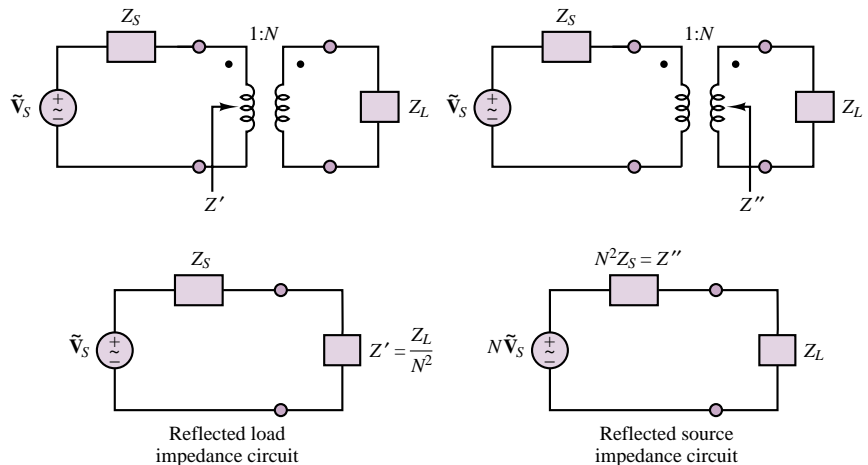 Z_S
1:N
Ṽ_S
+
~
–
Z_L
Z′
Z_S
1:N
Ṽ_S
+
~
–
Z_L
Z″
Z_S
Ṽ_S
+
~
–
Z′ = Z_L/N²
Reflected load
impedance circuit
N²Z_S = Z″
NṼ_S
+
~
–
Z_L
Reflected source
impedance circuit